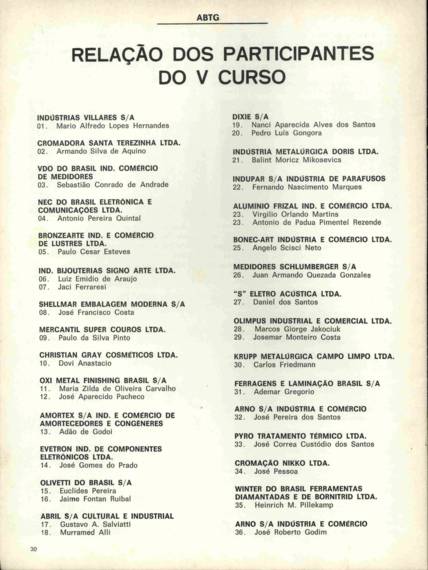 ABTG
RELAÇÃO DOS PARTICIPANTES
DO V CURSO
INDÚSTRIAS VILLARES S/A
01. Mario Alfredo Lopes Hernandes
CROMADORA SANTA TEREZINHA LTDA.
02. Armando Silva de Aquino
VDO DO BRASIL IND. COMÉRCIO
DE MEDIDORES
03. Sebastião Conrado de Andrade
NEC DO BRASIL ELETRÔNICA E
COMUNICAÇÕES LTDA.
04. Antonio Pereira Quintal
BRONZEARTE IND. E COMÉRCIO
DE LUSTRES LTDA.
05. Paulo Cesar Esteves
IND. BIJOUTERIAS SIGNO ARTE LTDA.
06. Luiz Emidio de Araujo
07. Jaci Ferraresi
SHELLMAR EMBALAGEM MODERNA S/A
08. José Francisco Costa
MERCANTIL SUPER COUROS LTDA.
09. Paulo da Silva Pinto
CHRISTIAN GRAY COSMÉTICOS LTDA.
10. Dovi Anastacio
OXI METAL FINISHING BRASIL S/A
11. Maria Zilda de Oliveira Carvalho
12. José Aparecido Pacheco
AMORTEX S/A IND. E COMÉRCIO DE
AMORTECEDORES E CONGÊNERES
13. Adão de Godoi
EVETRON IND. DE COMPONENTES
ELETRÔNICOS LTDA.
14. José Gomes do Prado
OLIVETTI DO BRASIL S/A
15. Euclides Pereira
16. Jaime Fontan Ruibal
ABRIL S/A CULTURAL E INDUSTRIAL
17. Gustavo A. Salviatti
18. Murramed Alli
DIXIE S/A
19. Nanci Aparecida Alves dos Santos
20. Pedro Luís Gongora
INDÚSTRIA METALÚRGICA DORIS LTDA.
21. Balint Moricz Mikosevics
INDUPAR S/A INDÚSTRIA DE PARAFUSOS
22. Fernando Nascimento Marques
ALUMINIO FRIZAL IND. E COMERCIO LTDA.
23. Virgílio Orlando Martins
23. Antonio de Padua Pimentel Rezende
BONEC-ART INDÚSTRIA E COMERCIO LTDA.
25. Angelo Scisci Neto
MEDIDORES SCHLUMBERGER S/A
26. Juan Armando Quezada Gonzales
"S" ELETRO ACÚSTICA LTDA.
27. Daniel dos Santos
OLIMPUS INDUSTRIAL E COMERCIAL LTDA.
28. Marcos Giorge Jakociuk
29. Josemar Monteiro Costa
KRUPP METALÚRGICA CAMPO LIMPO LTDA.
30. Carlos Friedmann
FERRAGENS E LAMINAÇÃO BRASIL S/A
31. Ademar Gregorio
ARNO S/A INDÚSTRIA E COMÉRCIO
32. José Pereira dos Santos
PYRO TRATAMENTO TÉRMICO LTDA.
33. José Correa Custódio dos Santos
CROMAÇÃO NIKKO LTDA.
34. José Pessoa
WINTER DO BRASIL FERRAMENTAS
DIAMANTADAS E DE BORNITRID LTDA.
35. Heinrich M. Pillekamp
ARNO S/A INDÚSTRIA E COMÉRCIO
36. José Roberto Godim
30